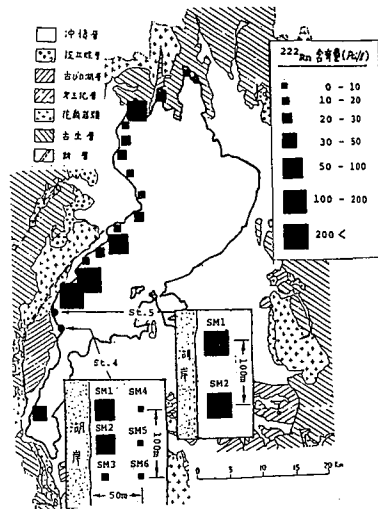 沖積層
古びわ湖層
花崗岩類
古生層
断層
²²²Rn 含有量(PCi/ℓ)
0 - 10
10 - 20
20 - 30
30 - 50
50 - 100
100 - 200
200 <
St.5
St.4
湖岸
SM1
SM2
100m
湖岸
SM1
SM4
SM2
SM5
SM3
SM6
100m
50m
0 5 10 15 20 Km